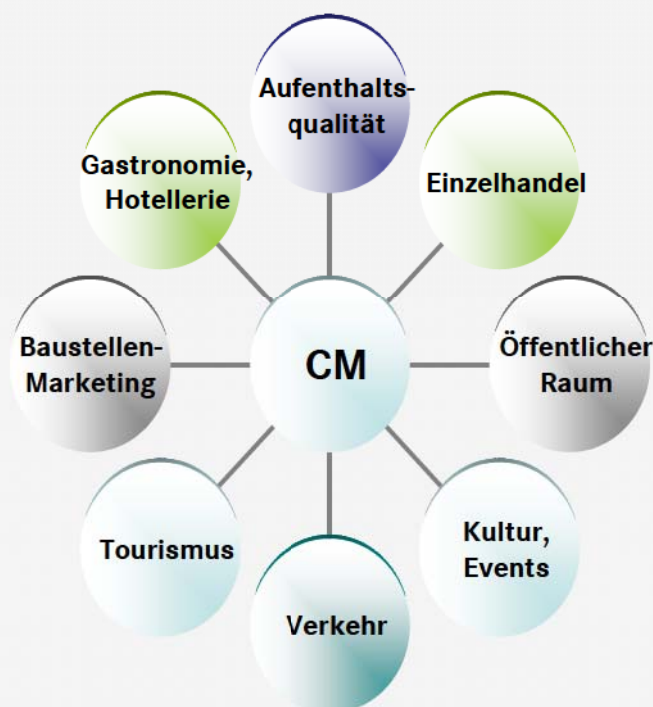 Aufenthalts-
qualität
Gastronomie,
Hotellerie
Einzelhandel
Baustellen-
Marketing
CM
Öffentlicher
Raum
Tourismus
Kultur,
Events
Verkehr